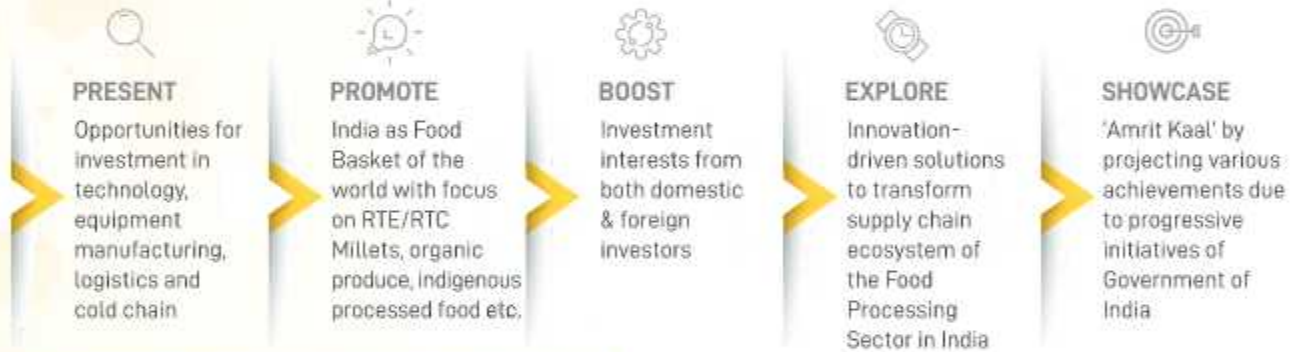 PRESENT
Opportunities for
investment in
technology,
equipment
manufacturing,
logistics and
cold chain
PROMOTE
India as Food
Basket of the
world with focus
on RTE/RTC
Millets, organic
produce, indigenous
processed food etc.
BOOST
Investment
interests from
both domestic
& foreign
investors
EXPLORE
Innovation-
driven solutions
to transform
supply chain
ecosystem of
the Food
Processing
Sector in India
SHOWCASE
'Amrit Kaal' by
projecting various
achievements due
to progressive
initiatives of
Government of
India